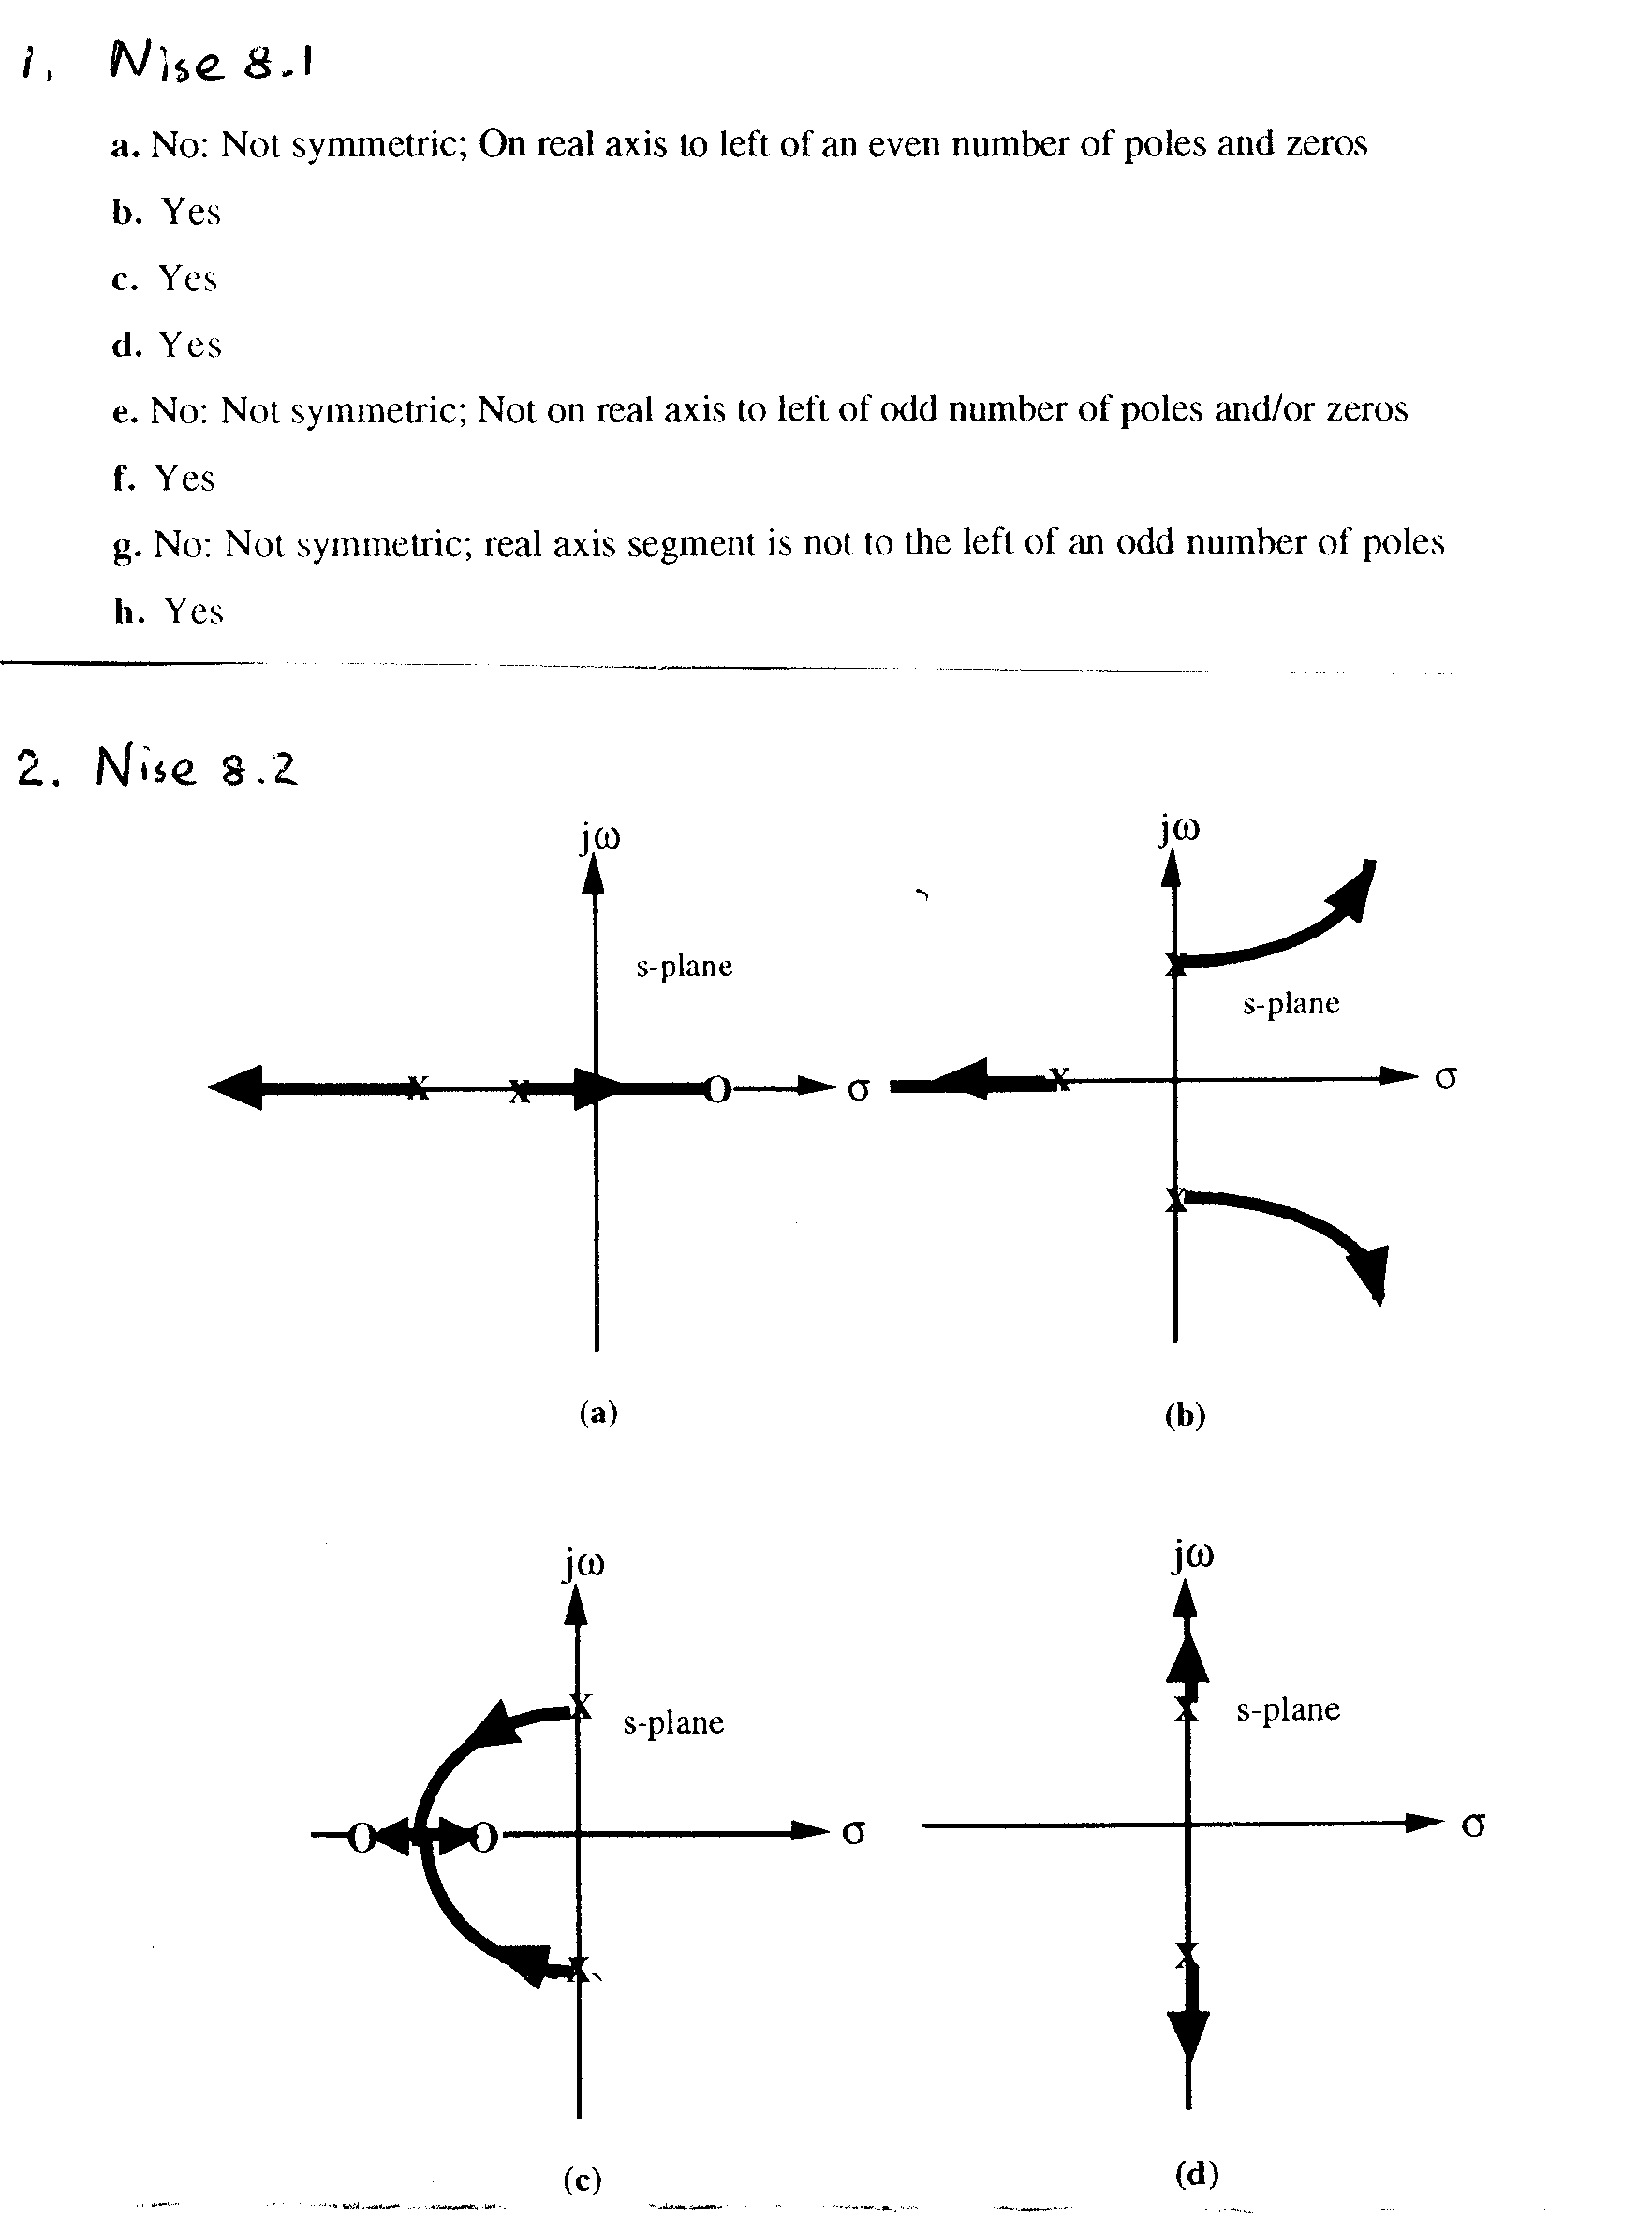 1. Nise 8.1
a. No: Not symmetric; On real axis to left of an even number of poles and zeros
b. Yes
c. Yes
d. Yes
e. No: Not symmetric; Not on real axis to left of odd number of poles and/or zeros
f. Yes
g. No: Not symmetric; real axis segment is not to the left of an odd number of poles
h. Yes
2. Nise 8.2
jω
s-plane
X X O σ
(a)
jω
X
s-plane
X σ
X
(b)
jω
X s-plane
O O σ
X
(c)
jω
X s-plane
σ
X
(d)